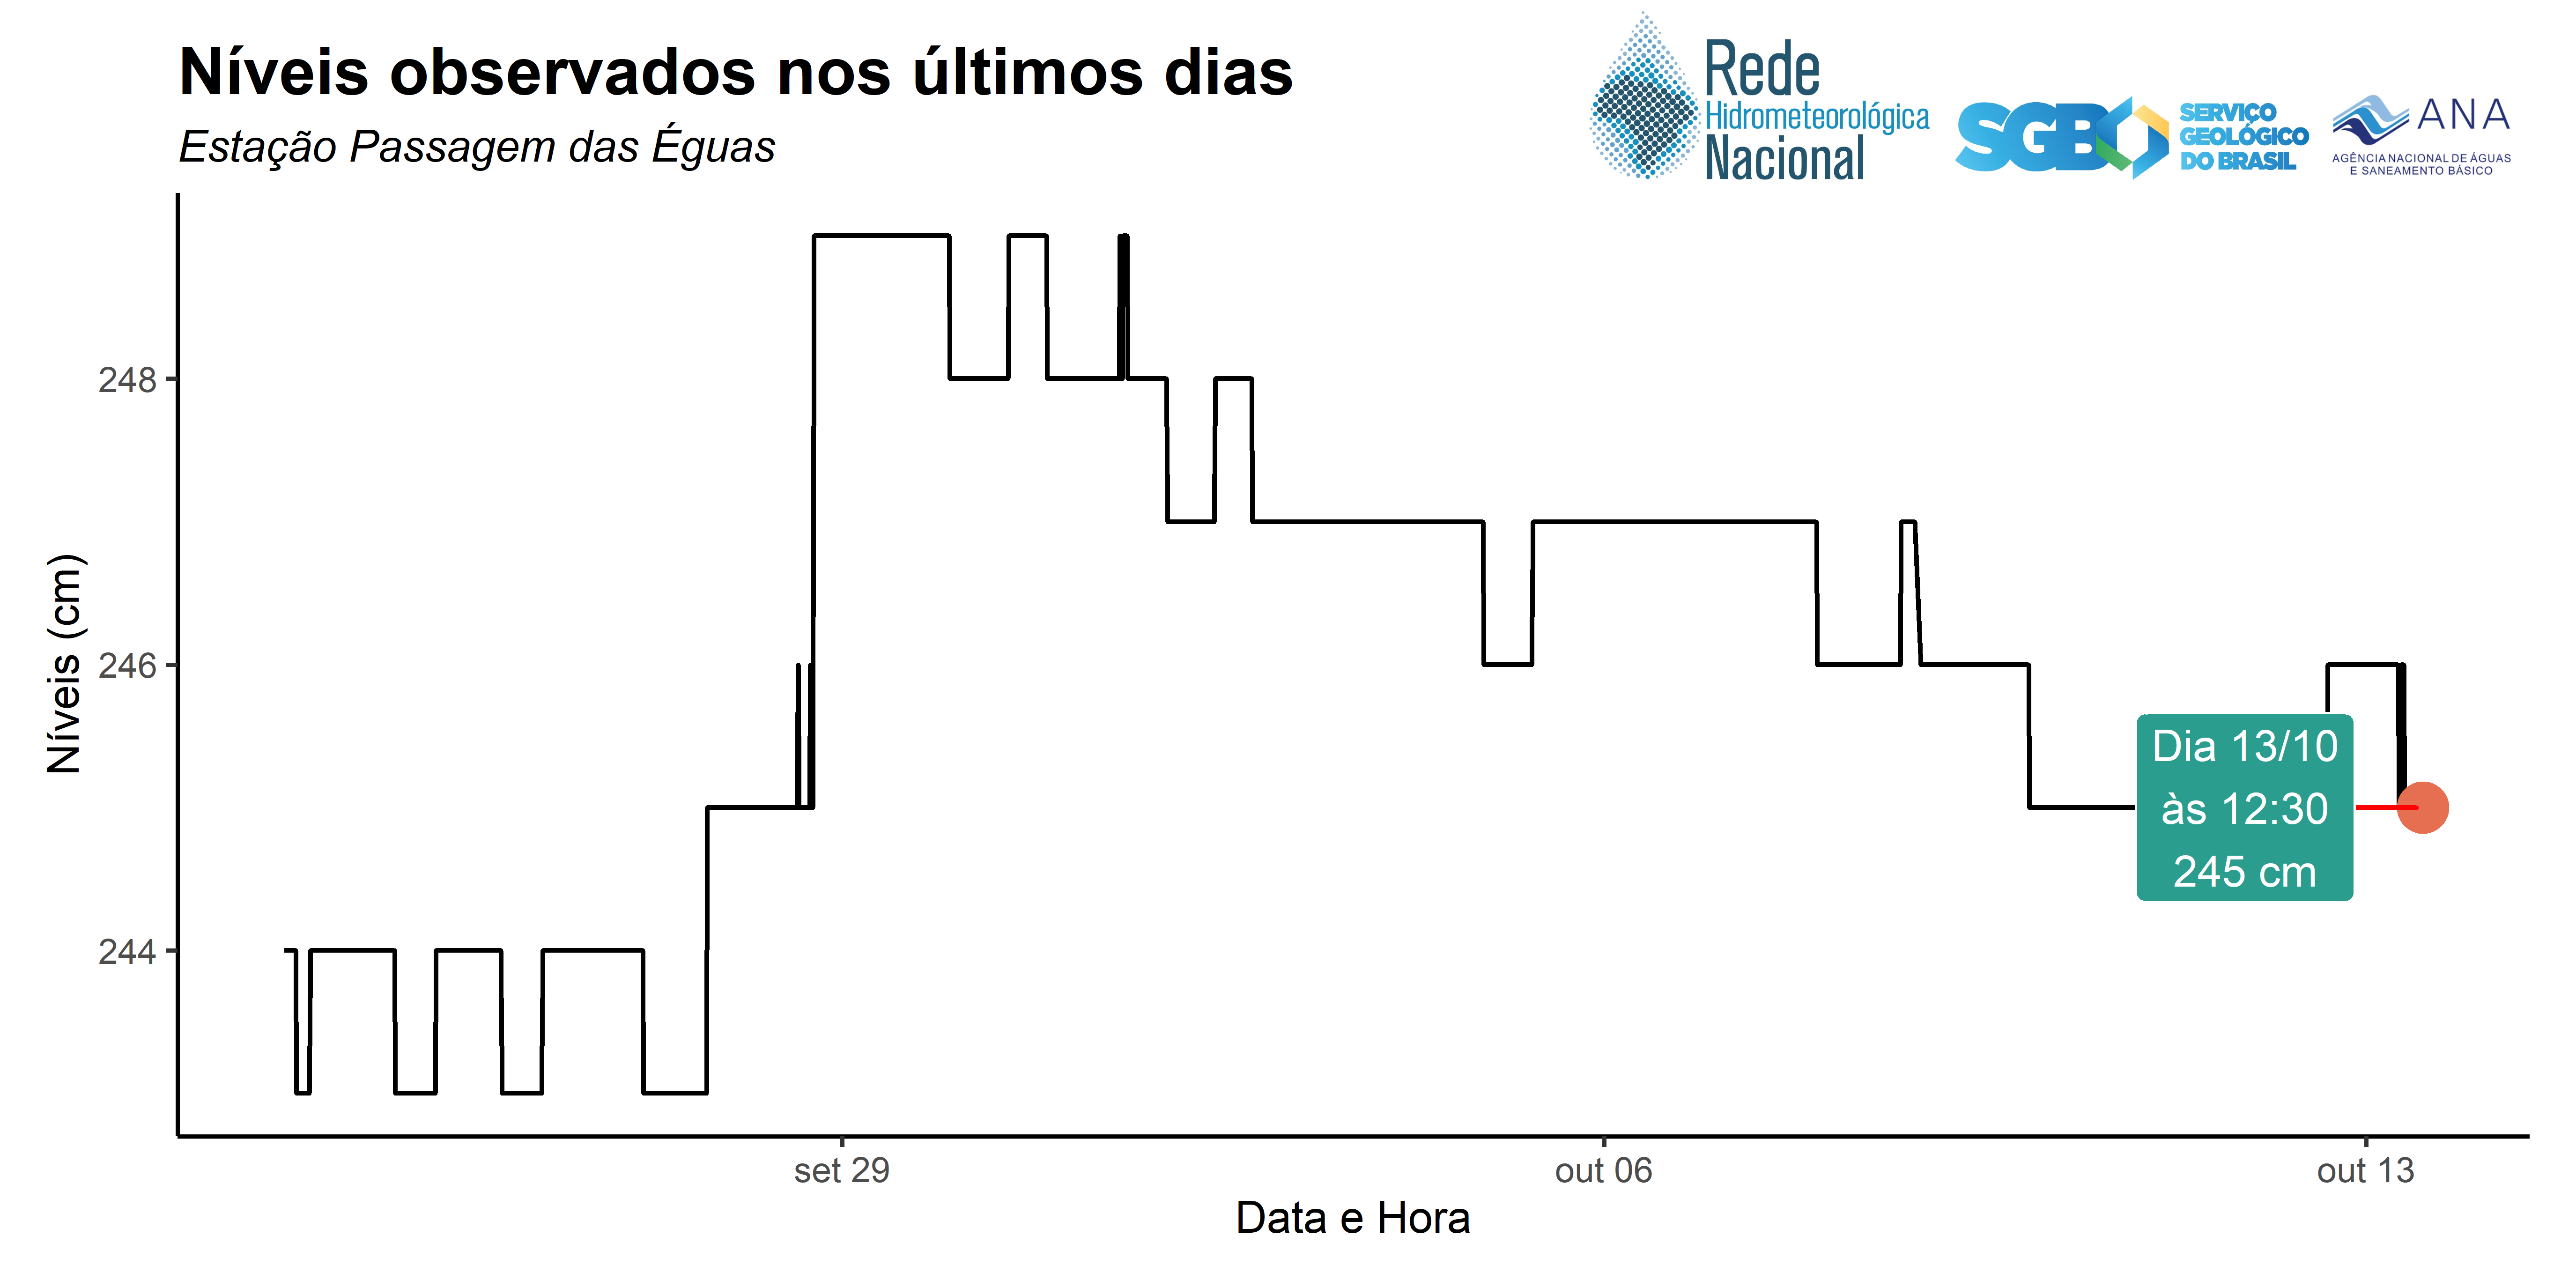 Níveis observados nos últimos dias
Estação Passagem das Éguas
Rede
Hidrometeorológica
Nacional
SGB
SERVIÇO
GEOLÓGICO
DO BRASIL
ANA
AGÊNCIA NACIONAL DE ÁGUAS
E SANEAMENTO BÁSICO
Níveis (cm)
248
246
244
Dia 13/10
às 12:30
245 cm
set 29
out 06
out 13
Data e Hora